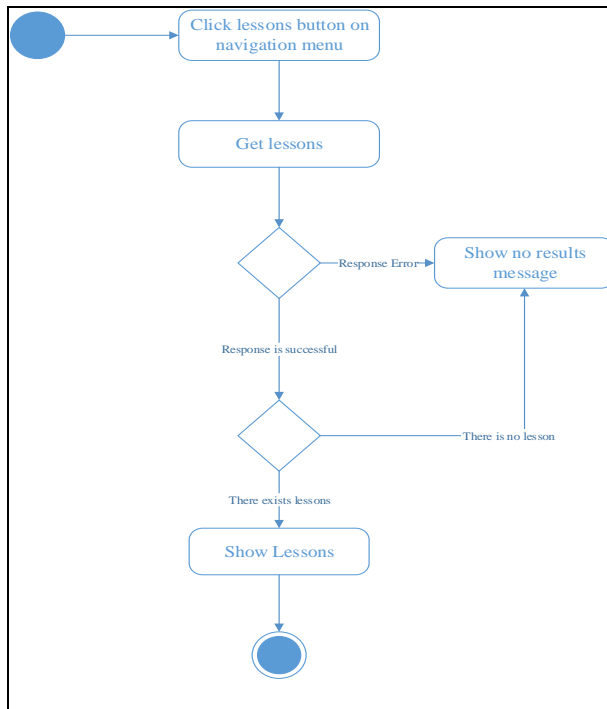 Click lessons button on
navigation menu
Get lessons
Response Error
Show no results
message
Response is successful
There is no lesson
There exists lessons
Show Lessons